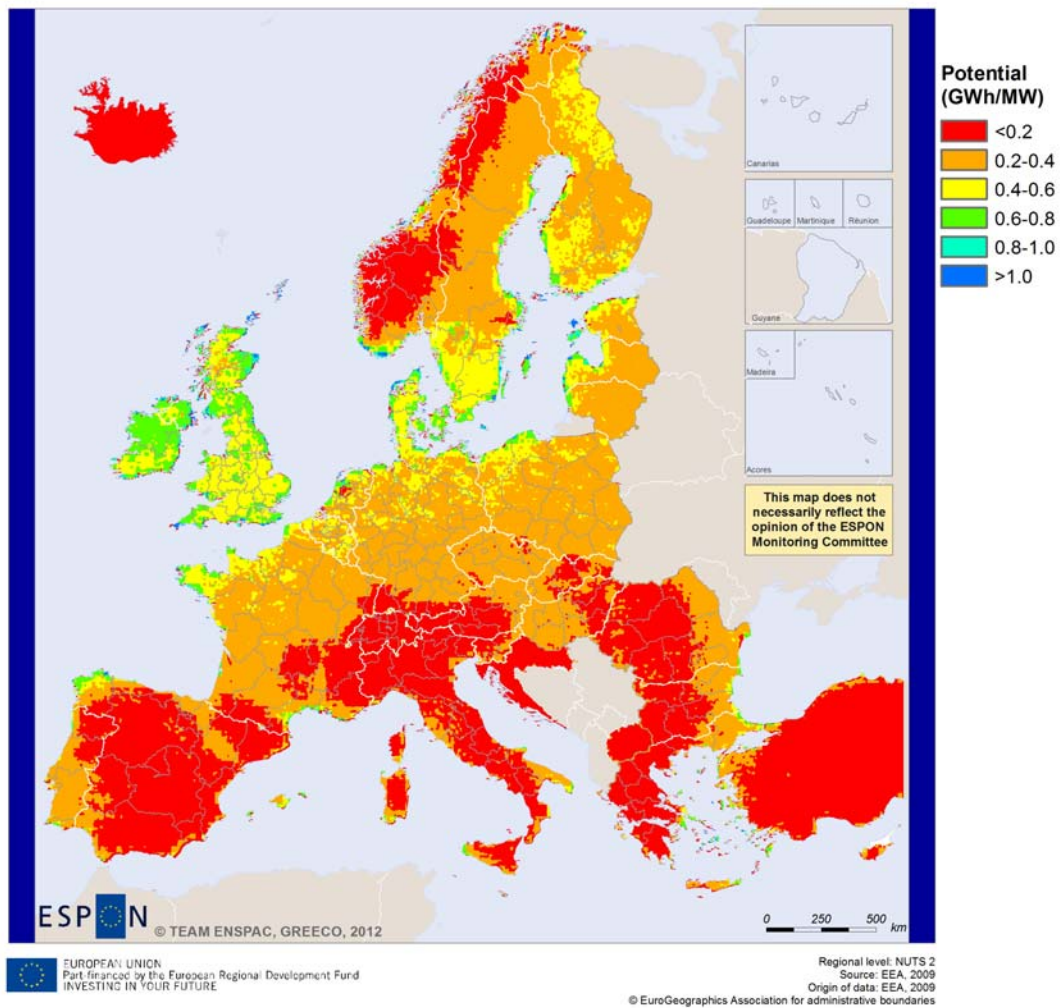 Potential
(GWh/MW)
<0.2
0.2-0.4
0.4-0.6
0.6-0.8
0.8-1.0
>1.0
Canarias
Guadeloupe
Martinique
Réunion
Guyane
Madeira
Acores
This map does not
necessarily reflect the
opinion of the ESPON
Monitoring Committee
ESPON
© TEAM ENSPAC, GREECO, 2012
0 250 500
km
EUROPEAN UNION
Part-financed by the European Regional Development Fund
INVESTING IN YOUR FUTURE
Regional level: NUTS 2
Source: EEA, 2009
Origin of data: EEA, 2009
© EuroGeographics Association for administrative boundaries